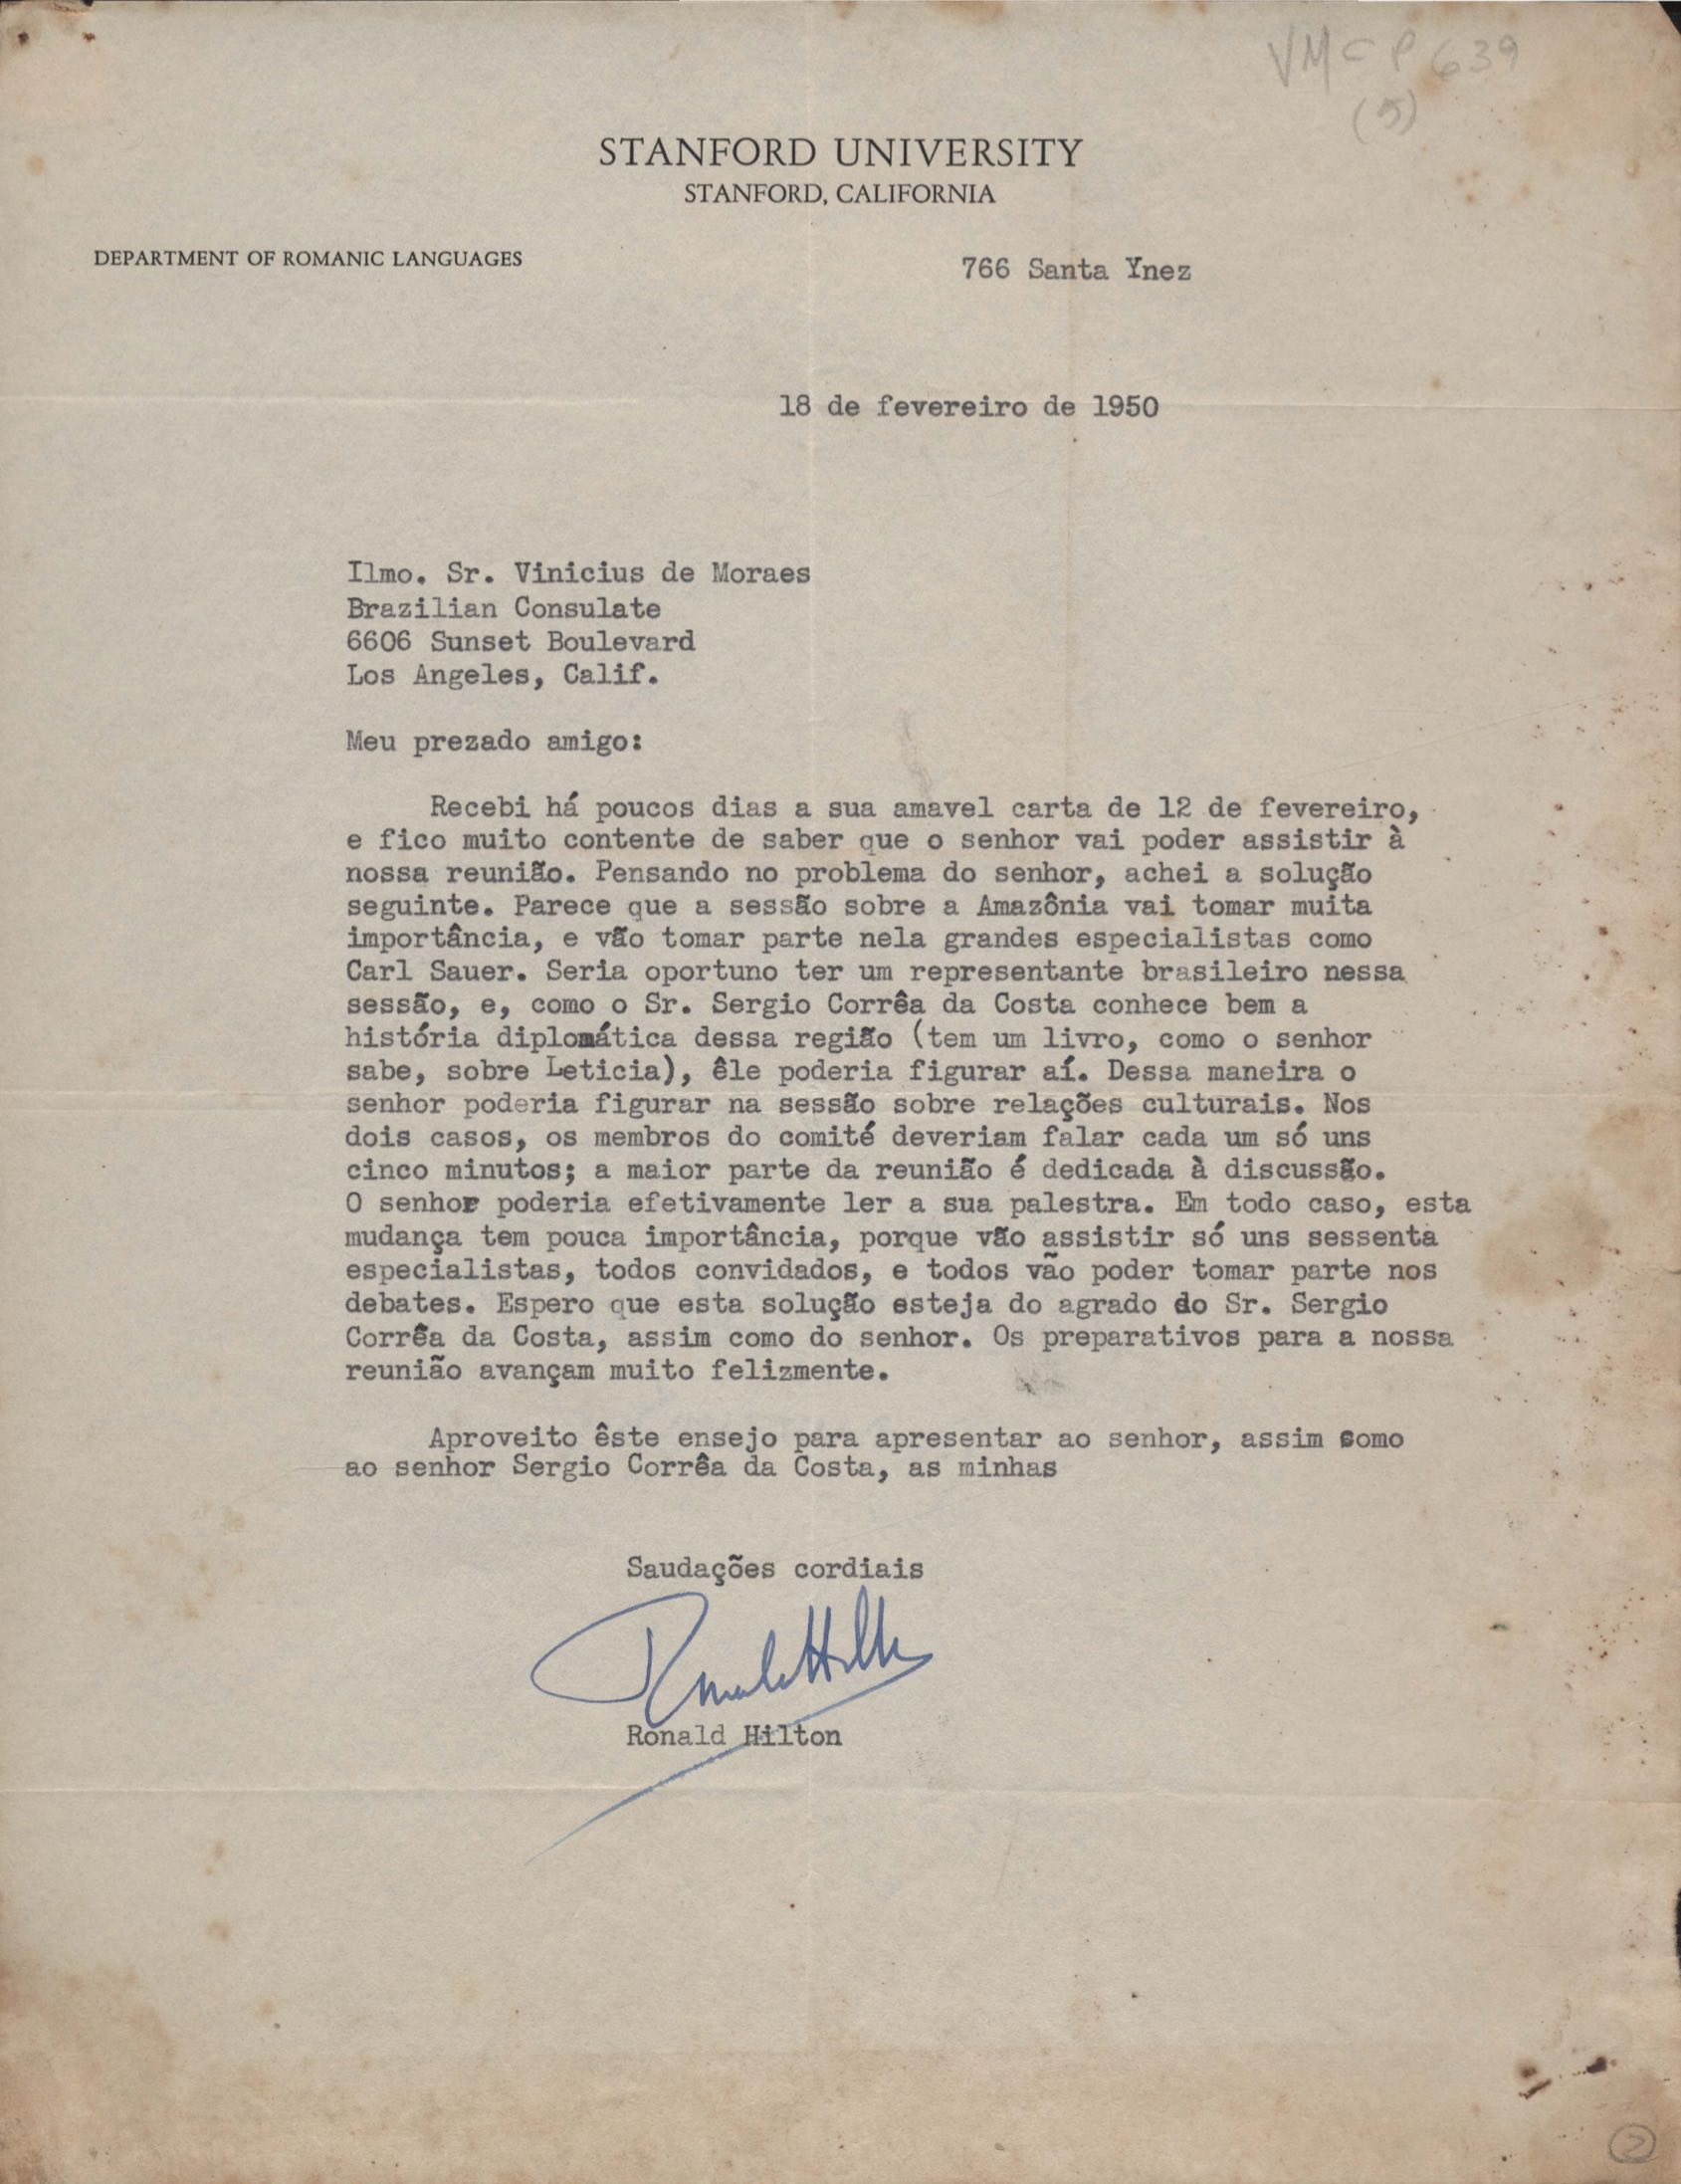 VMCP 639
(5)
STANFORD UNIVERSITY
STANFORD, CALIFORNIA
DEPARTMENT OF ROMANIC LANGUAGES
766 Santa Ynez
18 de fevereiro de 1950
Ilmo. Sr. Vinicius de Moraes
Brazilian Consulate
6606 Sunset Boulevard
Los Angeles, Calif.
Meu prezado amigo:
Recebi há poucos dias a sua amavel carta de 12 de fevereiro,
e fico muito contente de saber que o senhor vai poder assistir à
nossa reunião. Pensando no problema do senhor, achei a solução
seguinte. Parece que a sessão sobre a Amazônia vai tomar muita
importância, e vão tomar parte nela grandes especialistas como
Carl Sauer. Seria oportuno ter um representante brasileiro nessa
sessão, e, como o Sr. Sergio Corrêa da Costa conhece bem a
história diplomática dessa região (tem um livro, como o senhor
sabe, sobre Leticia), êle poderia figurar aí. Dessa maneira o
senhor poderia figurar na sessão sobre relações culturais. Nos
dois casos, os membros do comité deveriam falar cada um só uns
cinco minutos; a maior parte da reunião é dedicada à discussão.
O senhor poderia efetivamente ler a sua palestra. Em todo caso, esta
mudança tem pouca importância, porque vão assistir só uns sessenta
especialistas, todos convidados, e todos vão poder tomar parte nos
debates. Espero que esta solução esteja do agrado do Sr. Sergio
Corrêa da Costa, assim como do senhor. Os preparativos para a nossa
reunião avançam muito felizmente.
Aproveito êste ensejo para apresentar ao senhor, assim como
ao senhor Sergio Corrêa da Costa, as minhas
Saudações cordiais
Ronald Hilton
Ronald Hilton
2